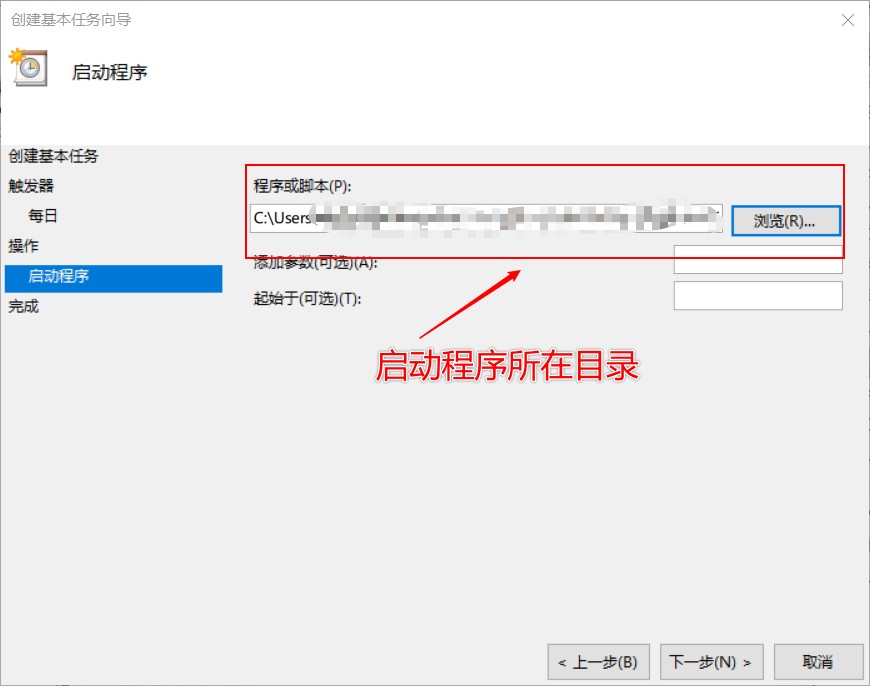 创建基本任务向导
启动程序
创建基本任务
触发器
每日
操作
启动程序
完成
程序或脚本(P):
C:\Users
浏览(R)...
添加参数(可选)(A):
起始于(可选)(T):
启动程序所在目录
< 上一步(B)
下一步(N) >
取消